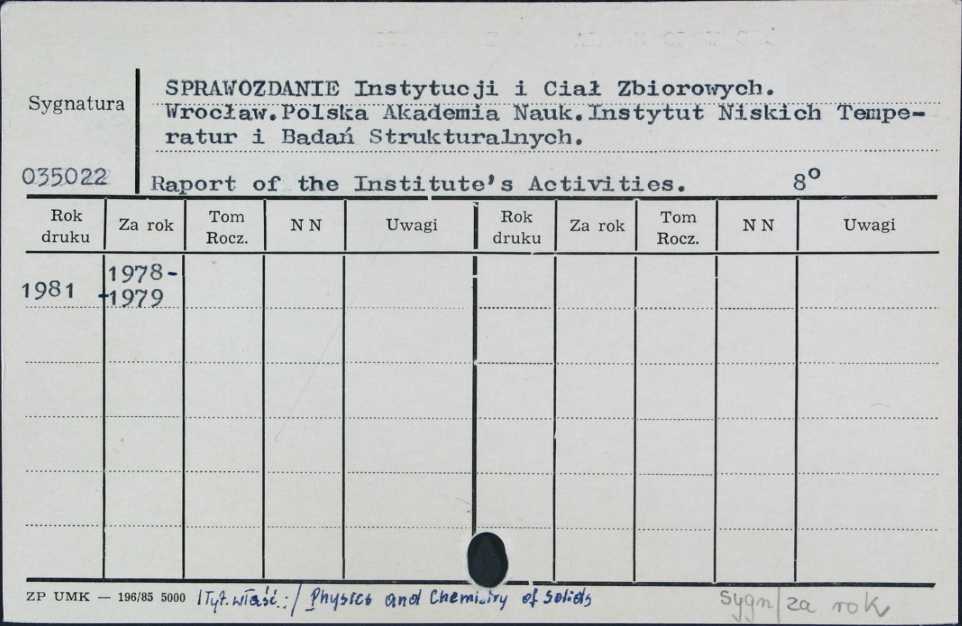 SPRAWOZDANIE Instytucji i Ciał Zbiorowych.
Sygnatura
Wrocław.Polska Akademia Nauk.Instytut Niskich Tempe-
ratur i Badań Strukturalnych.
035022
Raport of the Institute's Activities. 8°
Rok druku Za rok Tom Rocz. N N Uwagi Rok druku Za rok Tom Rocz. N N Uwagi
1978-
1981 -1979
ZP UMK — 196/85 5000 /Tyt. właśc.:/ Physics and Chemistry of Solids
sygn/za rok